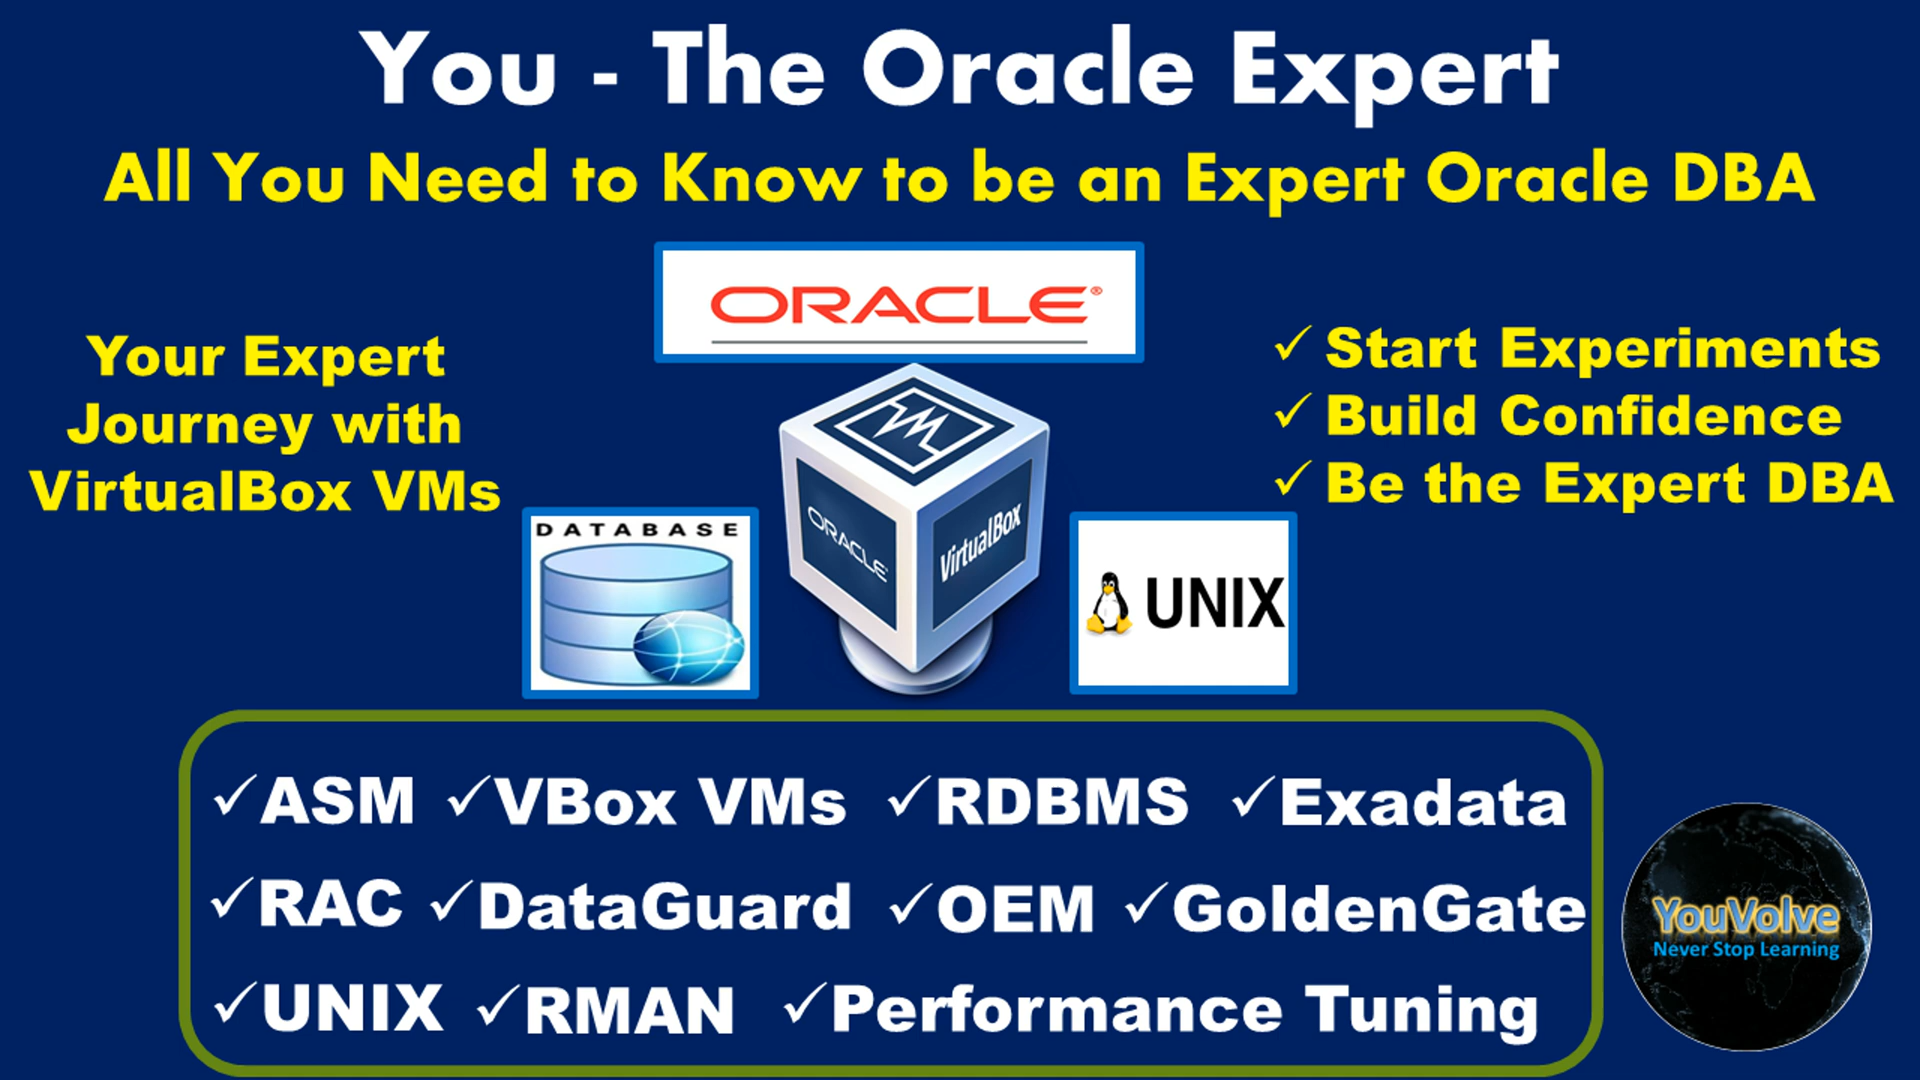 You - The Oracle Expert
All You Need to Know to be an Expert Oracle DBA
ORACLE®
Your Expert
Journey with
VirtualBox VMs
✓ Start Experiments
✓ Build Confidence
✓ Be the Expert DBA
DATABASE
ORACLE
VirtualBox
UNIX
✓ASM ✓VBox VMs ✓RDBMS ✓Exadata
✓RAC ✓DataGuard ✓OEM ✓GoldenGate
✓UNIX ✓RMAN ✓Performance Tuning
YouVolve
Never Stop Learning